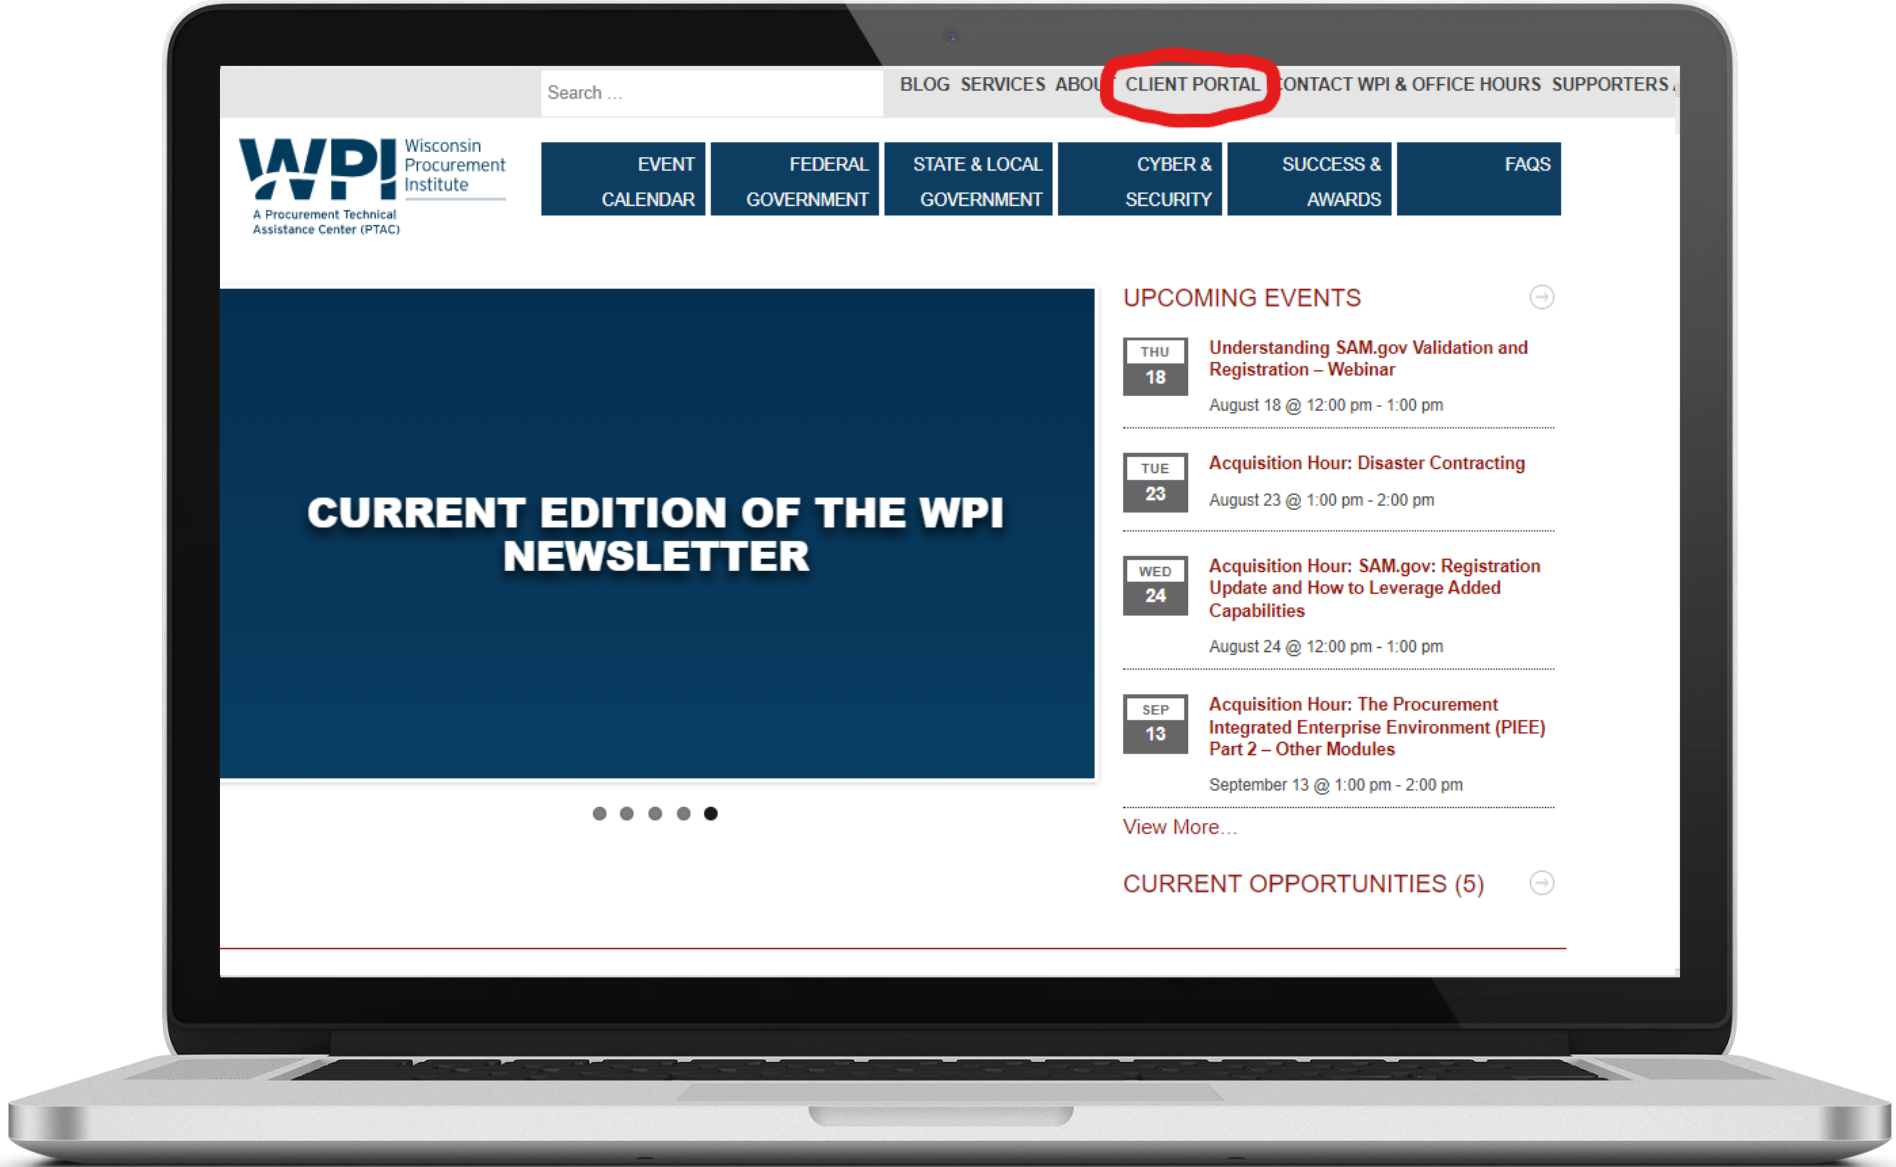 Search ...
BLOG SERVICES ABOU CLIENT PORTAL ONTACT WPI & OFFICE HOURS SUPPORTERS
WPI
Wisconsin
Procurement
Institute
A Procurement Technical
Assistance Center (PTAC)
EVENT
CALENDAR
FEDERAL
GOVERNMENT
STATE & LOCAL
GOVERNMENT
CYBER &
SECURITY
SUCCESS &
AWARDS
FAQS
CURRENT EDITION OF THE WPI
NEWSLETTER
UPCOMING EVENTS
THU
18
Understanding SAM.gov Validation and
Registration – Webinar
August 18 @ 12:00 pm - 1:00 pm
TUE
23
Acquisition Hour: Disaster Contracting
August 23 @ 1:00 pm - 2:00 pm
WED
24
Acquisition Hour: SAM.gov: Registration
Update and How to Leverage Added
Capabilities
August 24 @ 12:00 pm - 1:00 pm
SEP
13
Acquisition Hour: The Procurement
Integrated Enterprise Environment (PIEE)
Part 2 – Other Modules
September 13 @ 1:00 pm - 2:00 pm
View More...
CURRENT OPPORTUNITIES (5)